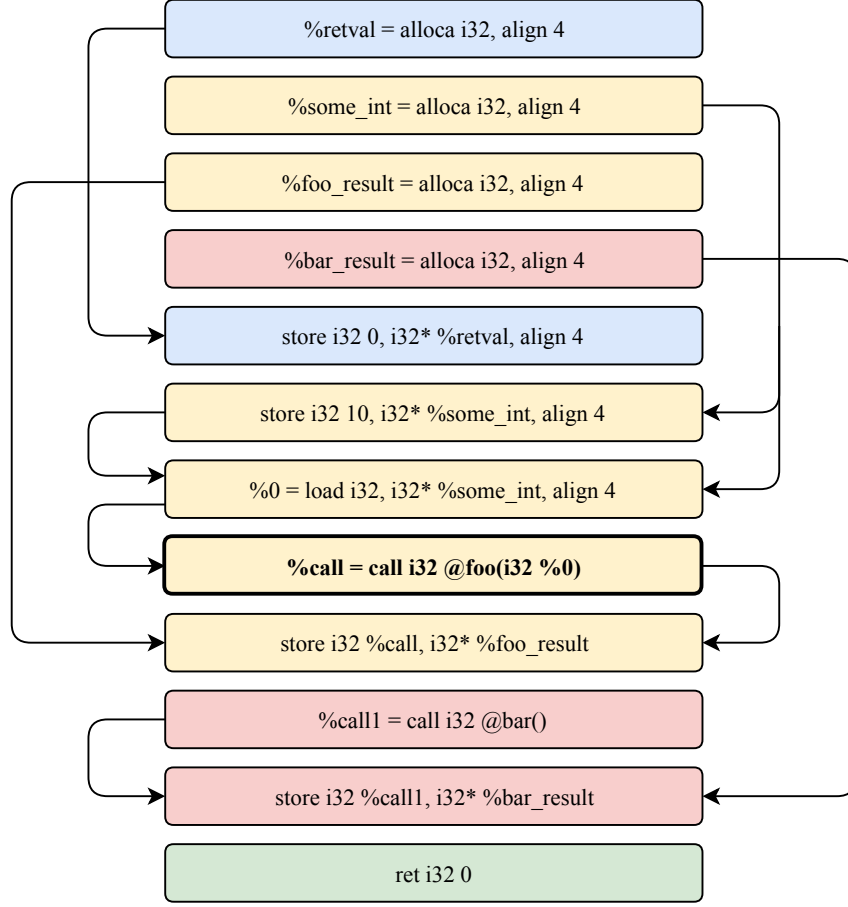 %retval = alloca i32, align 4
%some_int = alloca i32, align 4
%foo_result = alloca i32, align 4
%bar_result = alloca i32, align 4
store i32 0, i32* %retval, align 4
store i32 10, i32* %some_int, align 4
%0 = load i32, i32* %some_int, align 4
%call = call i32 @foo(i32 %0)
store i32 %call, i32* %foo_result
%call1 = call i32 @bar()
store i32 %call1, i32* %bar_result
ret i32 0